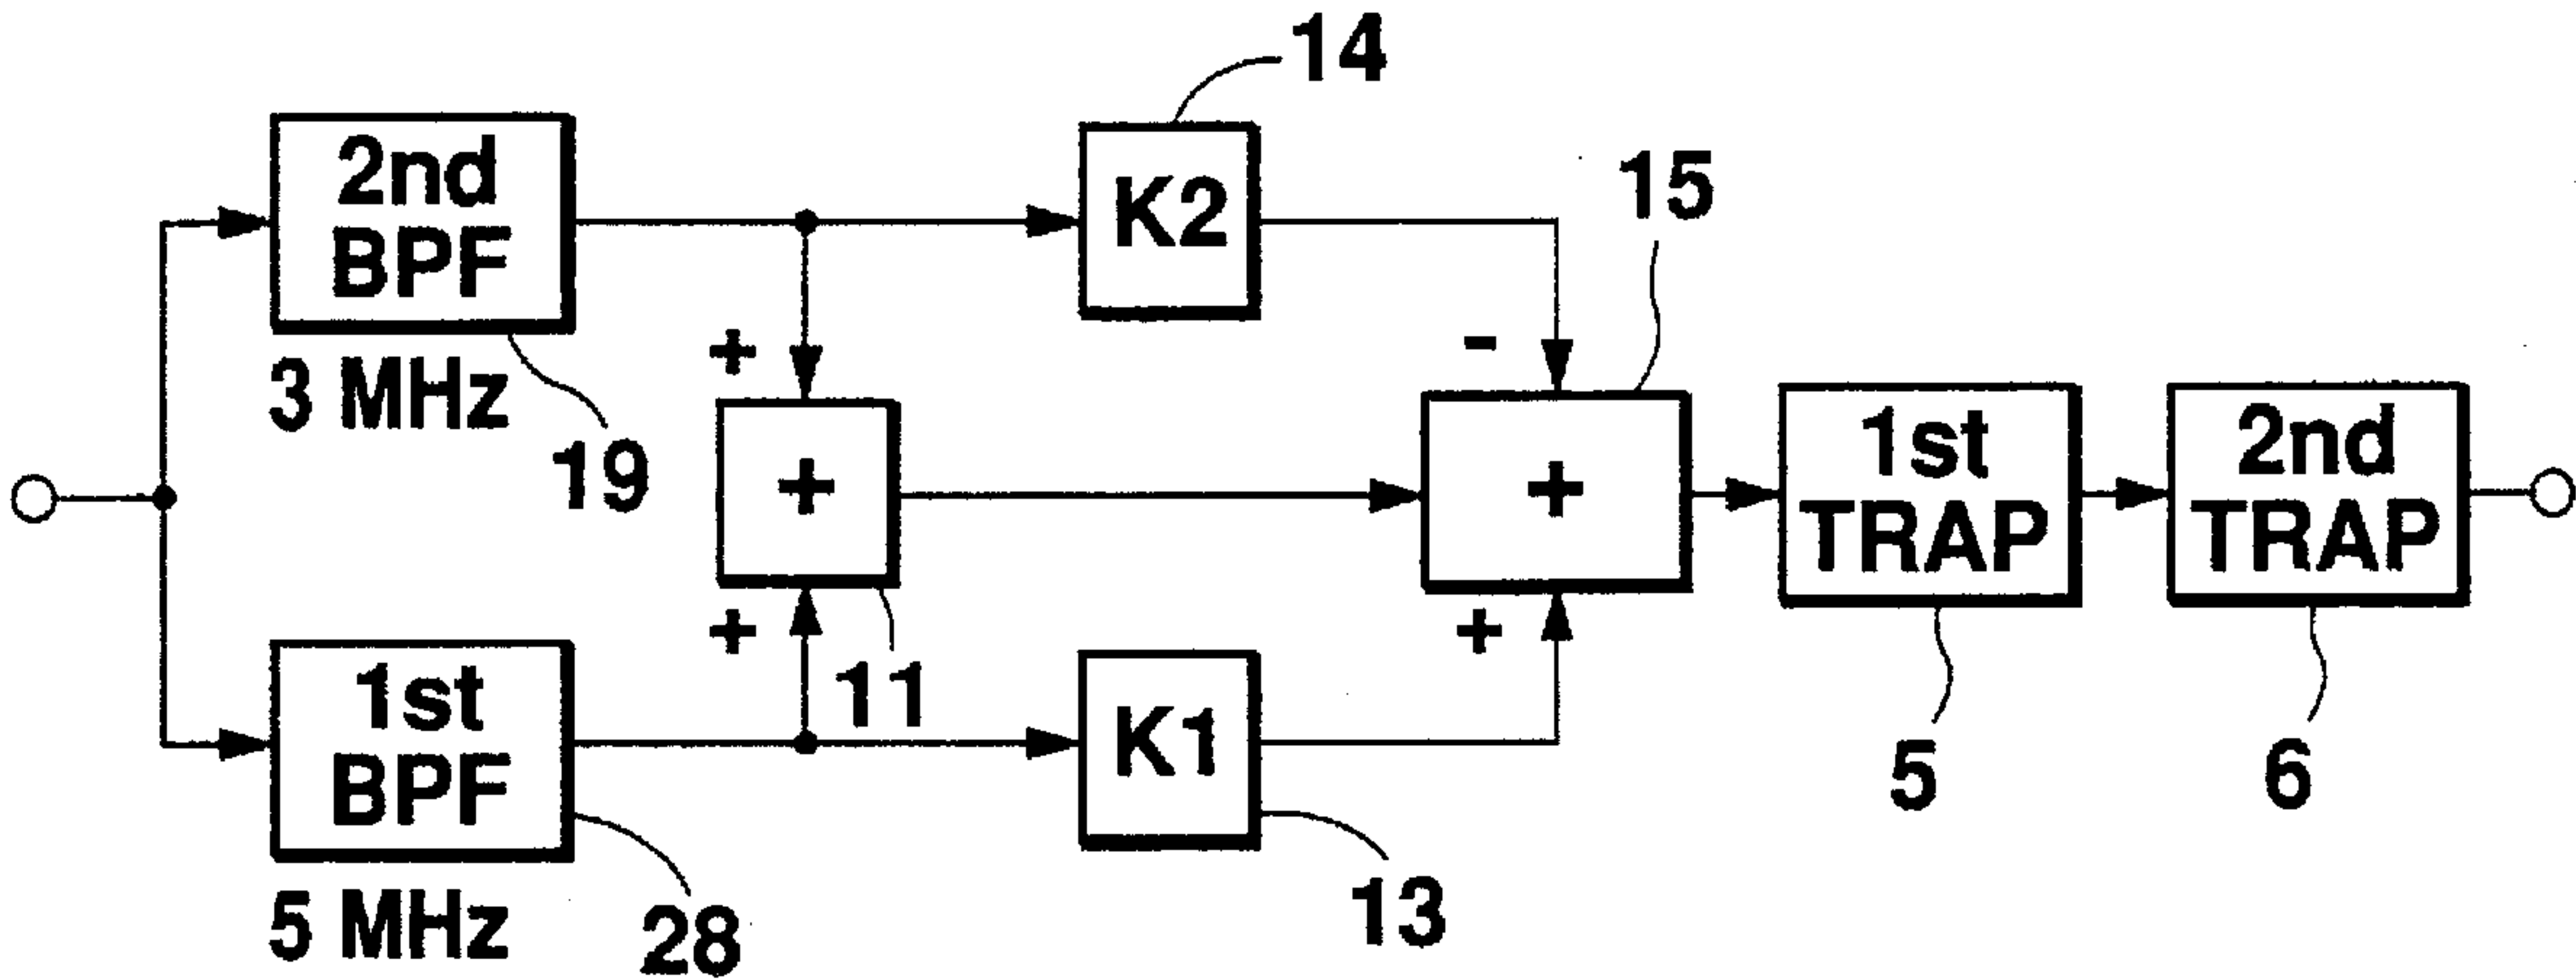 14
2nd
BPF
K2
15
3 MHz
19
+
-
+
+
1st
TRAP
2nd
TRAP
+
+
11
1st
BPF
K1
5
6
5 MHz
28
13